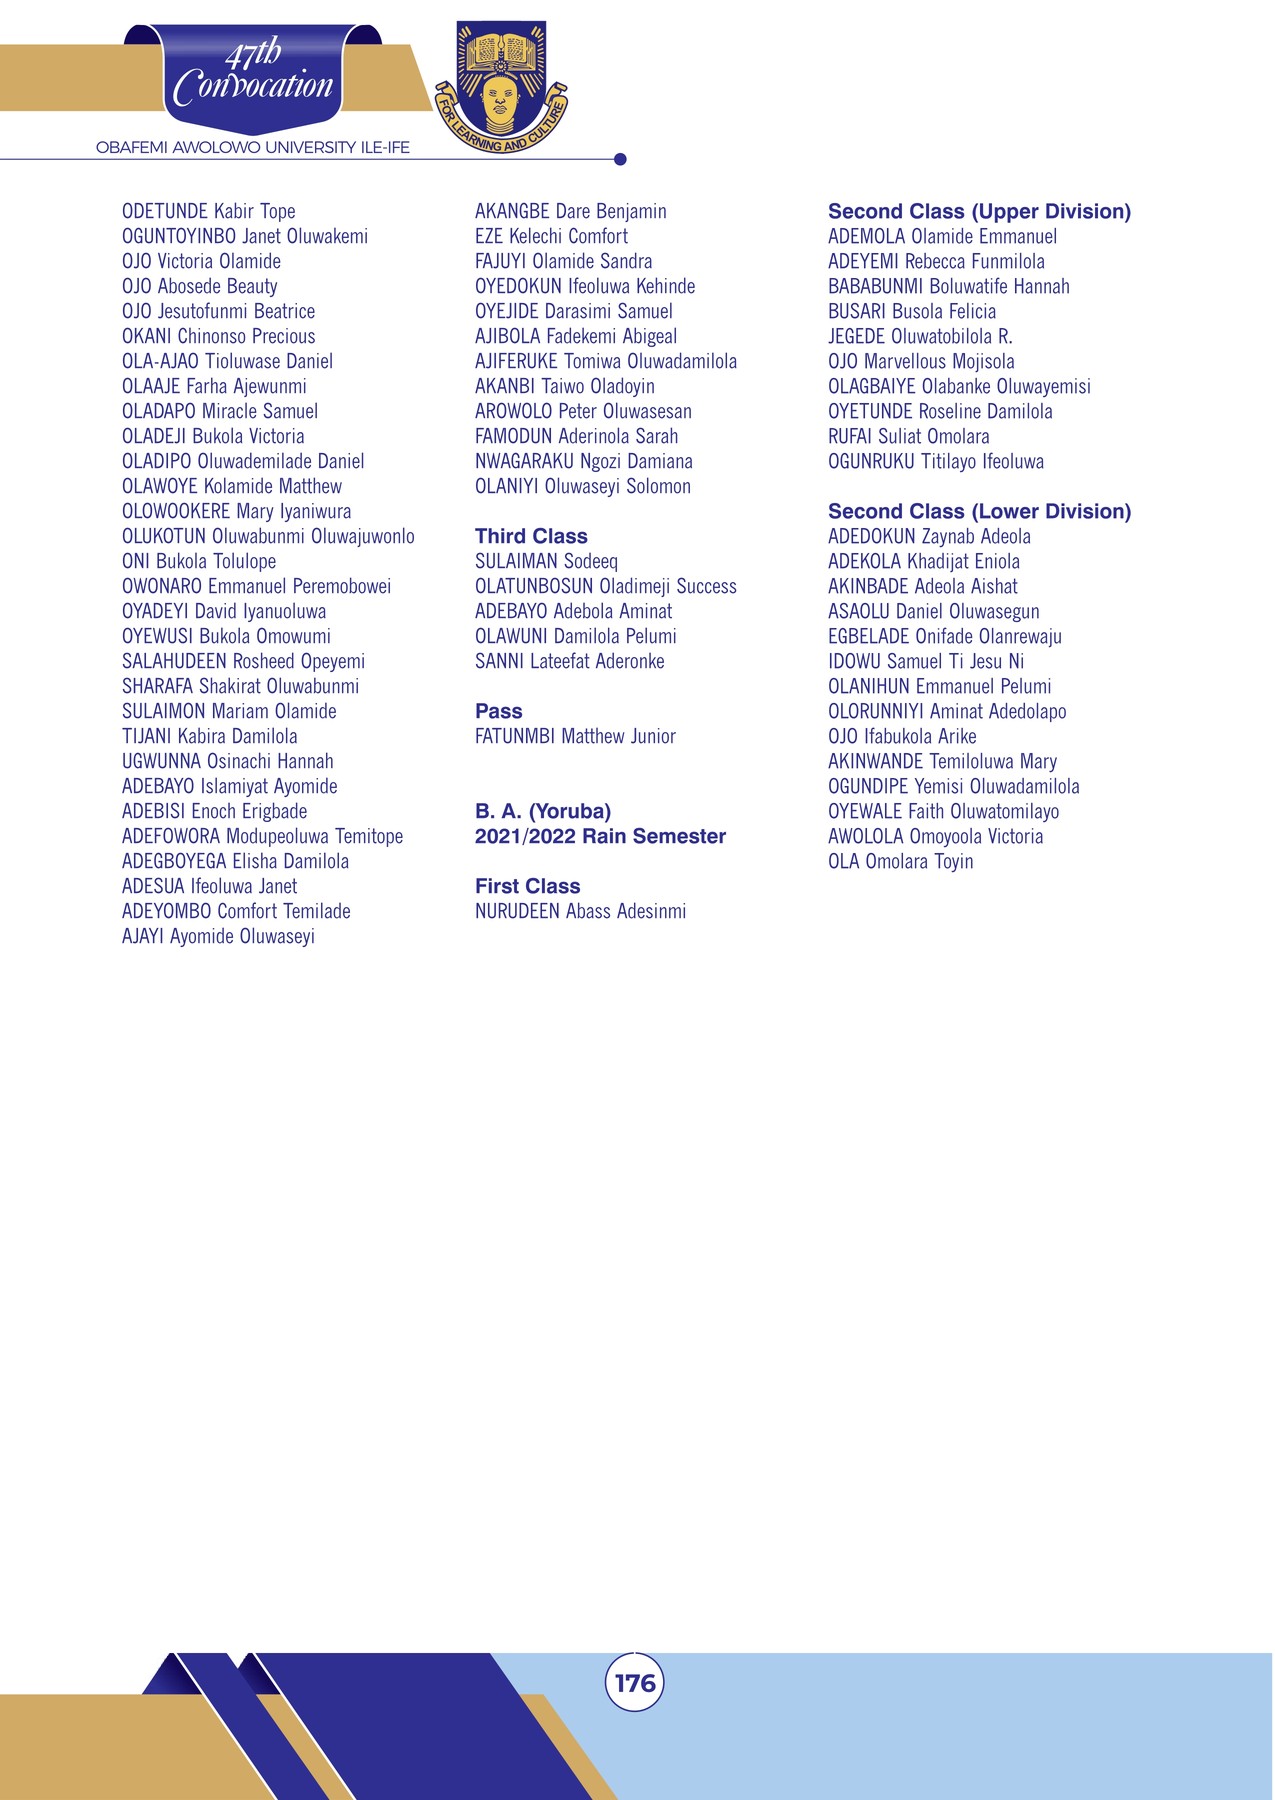 47th
Convocation
FOR LEARNING AND CULTURE
OBAFEMI AWOLOWO UNIVERSITY ILE-IFE
ODETUNDE Kabir Tope
OGUNTOYINBO Janet Oluwakemi
OJO Victoria Olamide
OJO Abosede Beauty
OJO Jesutofunmi Beatrice
OKANI Chinonso Precious
OLA-AJAO Tioluwase Daniel
OLAAJE Farha Ajewunmi
OLADAPO Miracle Samuel
OLADEJI Bukola Victoria
OLADIPO Oluwademilade Daniel
OLAWOYE Kolamide Matthew
OLOWOOKERE Mary Iyaniwura
OLUKOTUN Oluwabunmi Oluwajuwonlo
ONI Bukola Tolulope
OWONARO Emmanuel Peremobowei
OYADEYI David Iyanuoluwa
OYEWUSI Bukola Omowumi
SALAHUDEEN Rosheed Opeyemi
SHARAFA Shakirat Oluwabunmi
SULAIMON Mariam Olamide
TIJANI Kabira Damilola
UGWUNNA Osinachi Hannah
ADEBAYO Islamiyat Ayomide
ADEBISI Enoch Erigbade
ADEFOWORA Modupeoluwa Temitope
ADEGBOYEGA Elisha Damilola
ADESUA Ifeoluwa Janet
ADEYOMBO Comfort Temilade
AJAYI Ayomide Oluwaseyi
AKANGBE Dare Benjamin
EZE Kelechi Comfort
FAJUYI Olamide Sandra
OYEDOKUN Ifeoluwa Kehinde
OYEJIDE Darasimi Samuel
AJIBOLA Fadekemi Abigeal
AJIFERUKE Tomiwa Oluwadamilola
AKANBI Taiwo Oladoyin
AROWOLO Peter Oluwasesan
FAMODUN Aderinola Sarah
NWAGARAKU Ngozi Damiana
OLANIYI Oluwaseyi Solomon
Third Class
SULAIMAN Sodeeq
OLATUNBOSUN Oladimeji Success
ADEBAYO Adebola Aminat
OLAWUNI Damilola Pelumi
SANNI Lateefat Aderonke
Pass
FATUNMBI Matthew Junior
B. A. (Yoruba)
2021/2022 Rain Semester
First Class
NURUDEEN Abass Adesinmi
Second Class (Upper Division)
ADEMOLA Olamide Emmanuel
ADEYEMI Rebecca Funmilola
BABABUNMI Boluwatife Hannah
BUSARI Busola Felicia
JEGEDE Oluwatobilola R.
OJO Marvellous Mojisola
OLAGBAIYE Olabanke Oluwayemisi
OYETUNDE Roseline Damilola
RUFAI Suliat Omolara
OGUNRUKU Titilayo Ifeoluwa
Second Class (Lower Division)
ADEDOKUN Zaynab Adeola
ADEKOLA Khadijat Eniola
AKINBADE Adeola Aishat
ASAOLU Daniel Oluwasegun
EGBELADE Onifade Olanrewaju
IDOWU Samuel Ti Jesu Ni
OLANIHUN Emmanuel Pelumi
OLORUNNIYI Aminat Adedolapo
OJO Ifabukola Arike
AKINWANDE Temiloluwa Mary
OGUNDIPE Yemisi Oluwadamilola
OYEWALE Faith Oluwatomilayo
AWOLOLA Omoyoola Victoria
OLA Omolara Toyin
176